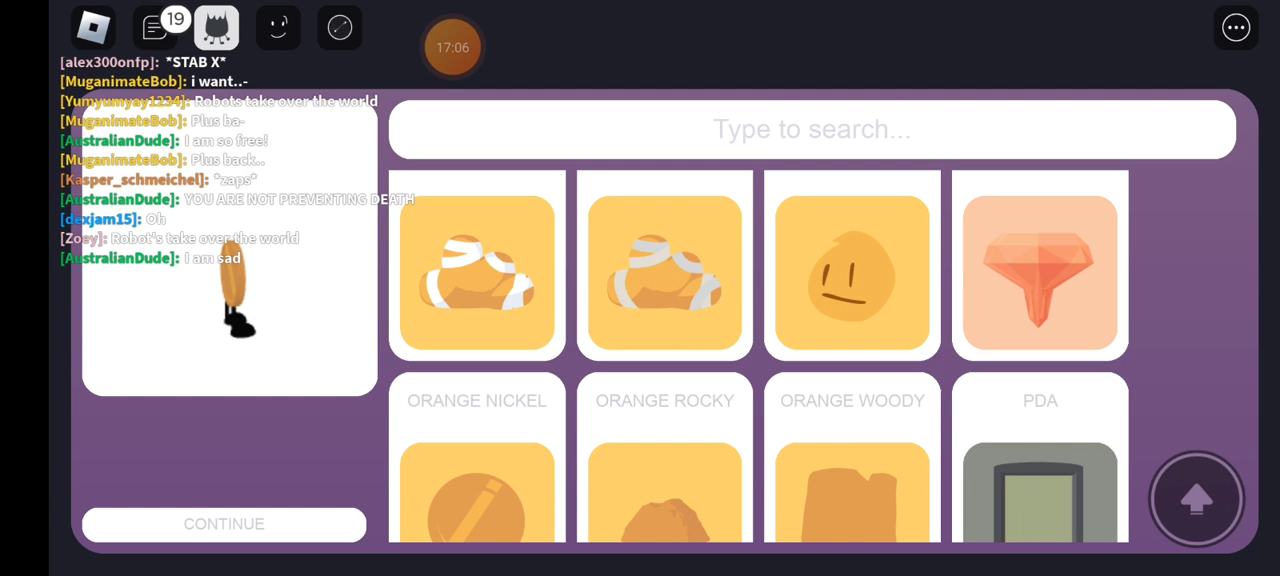 19
17:06
[alex300onfp]: *STAB X*
[MuganimateBob]: i want..-
[Yumyumyay1234]: Robots take over the world
[MuganimateBob]: Plus ba-
[AustralianDude]: I am so free!
[MuganimateBob]: Plus back..
[Kasper_schmeichel]: *zaps*
[AustralianDude]: YOU ARE NOT PREVENTING DEATH
[dexjam15]: Oh
[Zoey]: Robot's take over the world
[AustralianDude]: I am sad
Type to search...
ORANGE NICKEL
ORANGE ROCKY
ORANGE WOODY
PDA
CONTINUE